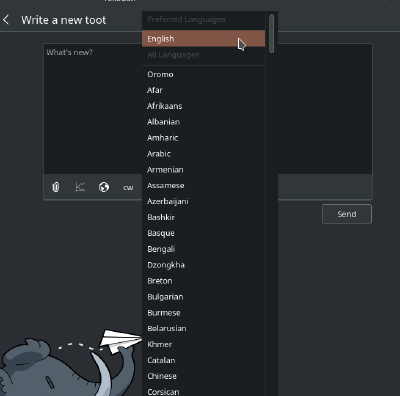 Preferred Languages
Write a new toot
English
What's new?
All Languages
Oromo
Afar
Afrikaans
Albanian
Amharic
Arabic
Armenian
Assamese
cw
Azerbaijani
Bashkir
Send
Basque
Bengali
Dzongkha
Breton
Bulgarian
Burmese
Belarusian
Khmer
Catalan
Chinese
Corsican